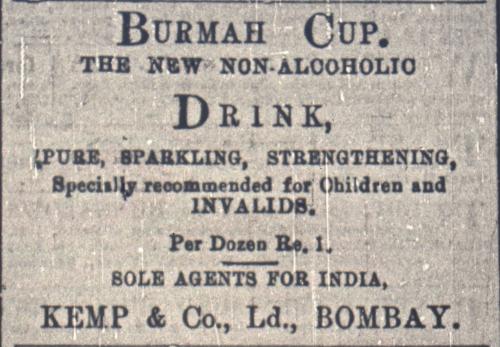 BURMAH CUP.
THE NEW NON-ALCOHOLIC
DRINK,
PURE, SPARKLING, STRENGTHENING,
Specially recommended for Children and
INVALIDS.
Per Dozen Re. 1.
SOLE AGENTS FOR INDIA,
KEMP & Co., Ld., BOMBAY.